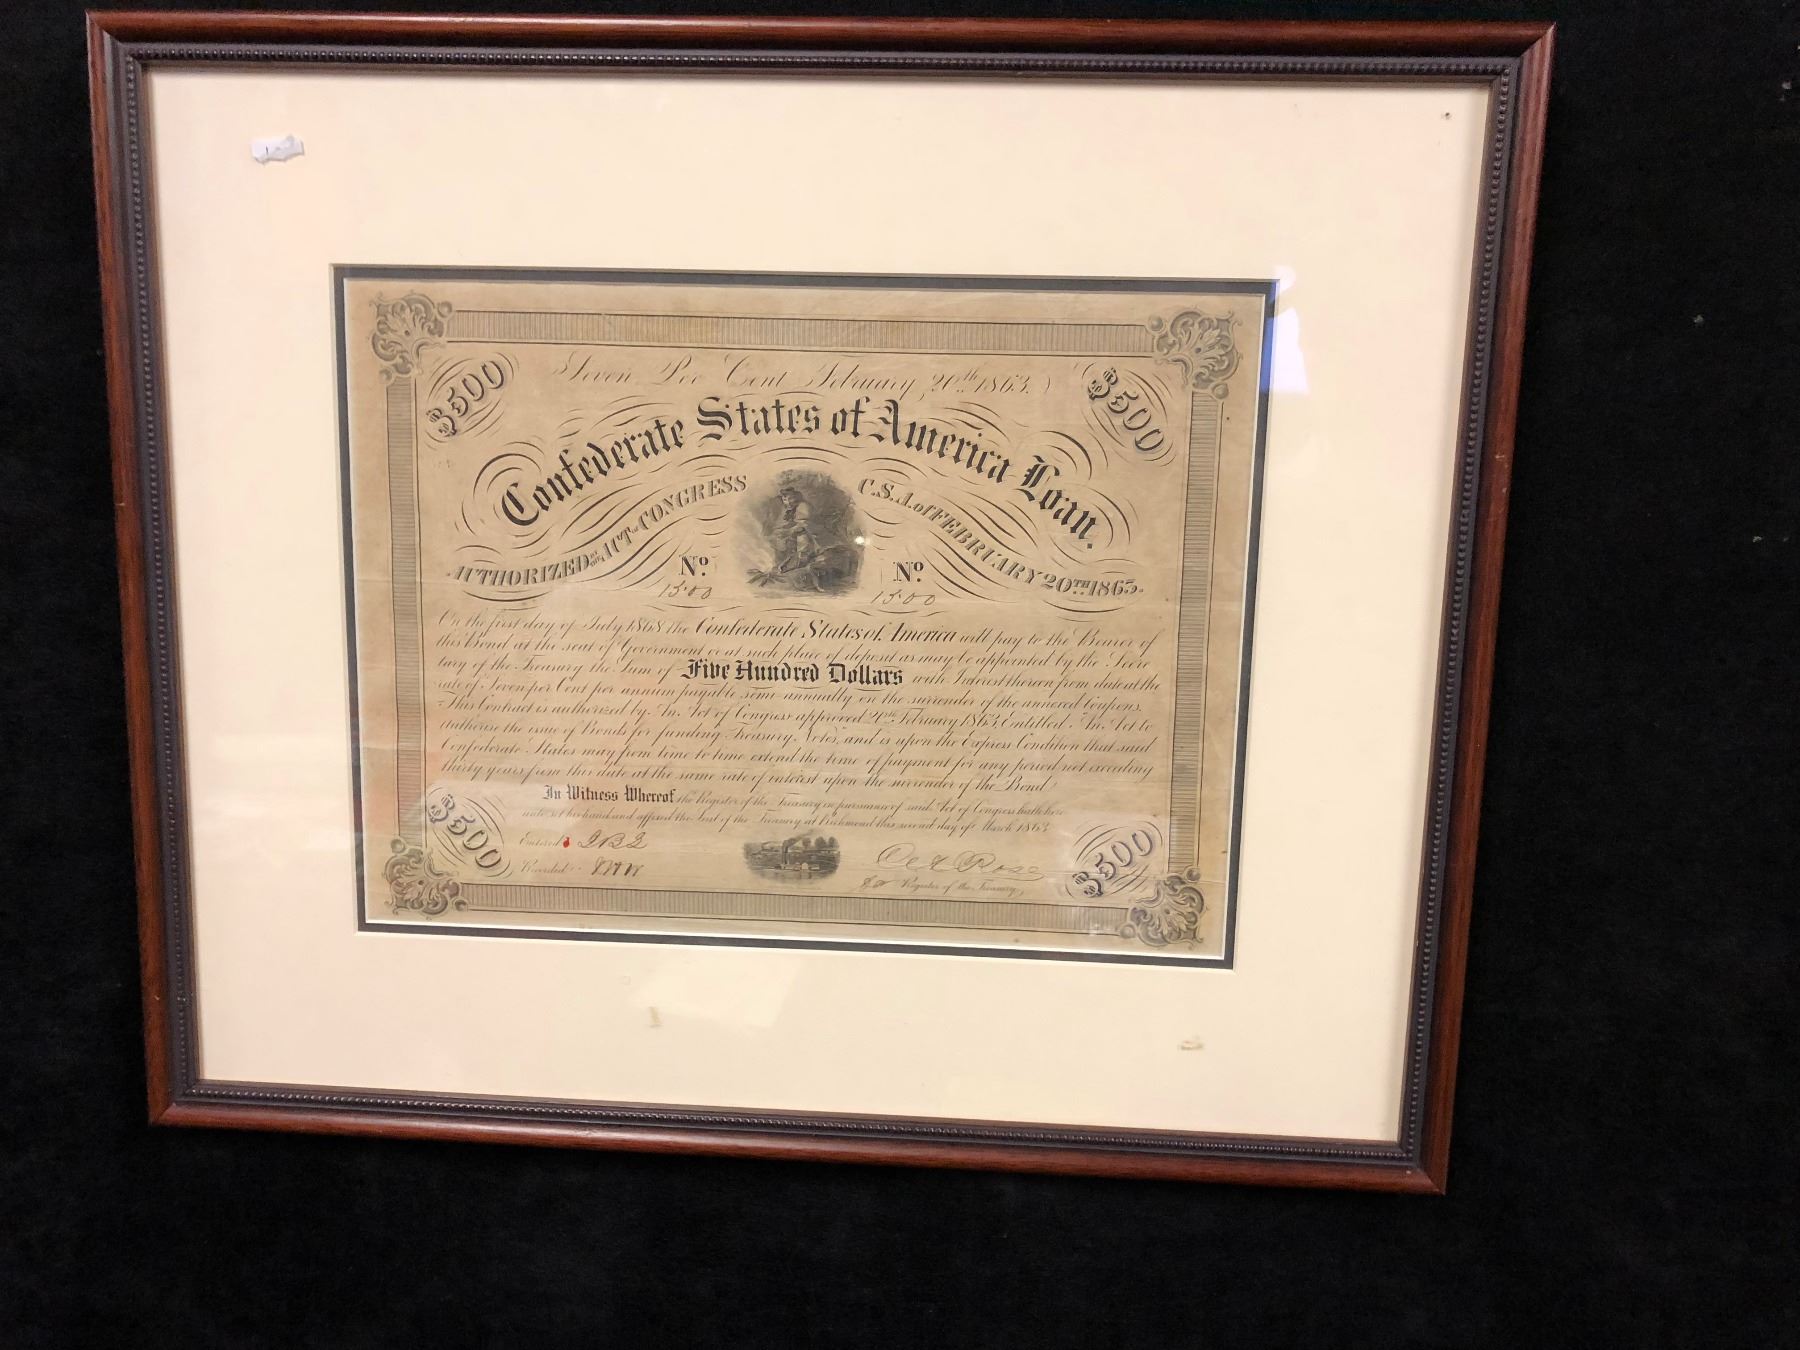 Seven Per Cent February, 20th 1863.
$500
$500
Confederate States of America Loan.
AUTHORIZED BY THE ACT OF CONGRESS C.S.A. of FEBRUARY 20TH 1863.
No. No.
1500 1500
On the first day of July 1868 the Confederate States of America will pay to the Bearer of
this Bond at the seat of Government or at such place of deposit as may be appointed by the Secre
tary of the Treasury the Sum of Five Hundred Dollars with Interest thereon from date at the
rate of Seven per Cent per annum payable semi-annually on the surrender of the annexed Coupons.
This Contract is authorized by An Act of Congress approved 20th February 1863, Entitled "An Act to
authorise the issue of Bonds for funding Treasury Notes," and is upon the Express Condition that said
Confederate States may from time to time extend the time of payment for any period not exceeding
thirty years from this date at the same rate of interest upon the surrender of the Bond
In Witness Whereof the Register of the Treasury in pursuance of said Act of Congress hath here
unto set his hand and affixed the Seal of the Treasury at Richmond this second day of March 1863
$500
$500
Entered
Recorded
Rose
Register of the Treasury,